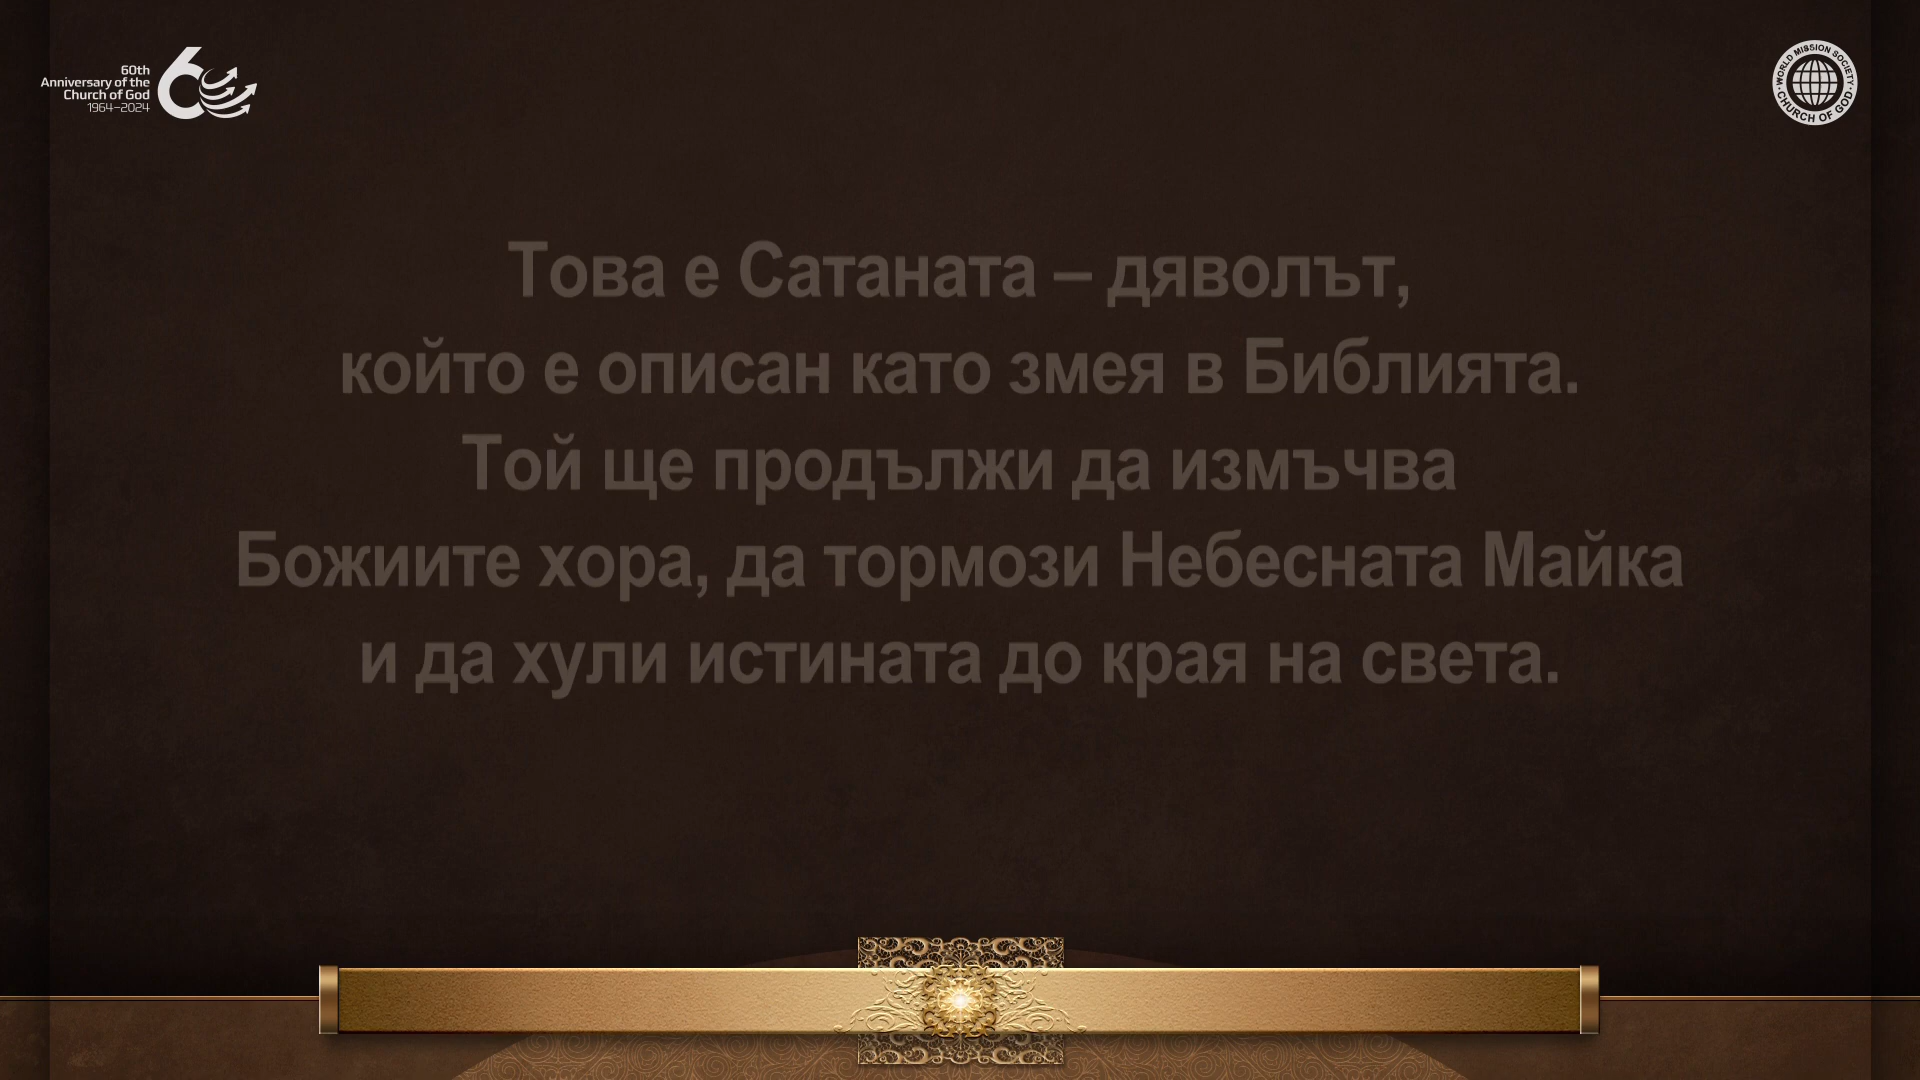 60th
Anniversary of the
Church of God
1964–2024
WORLD MISSION SOCIETY
CHURCH OF GOD
Това е Сатаната – дяволът,
който е описан като змея в Библията.
Той ще продължи да измъчва
Божиите хора, да тормози Небесната Майка
и да хули истината до края на света.